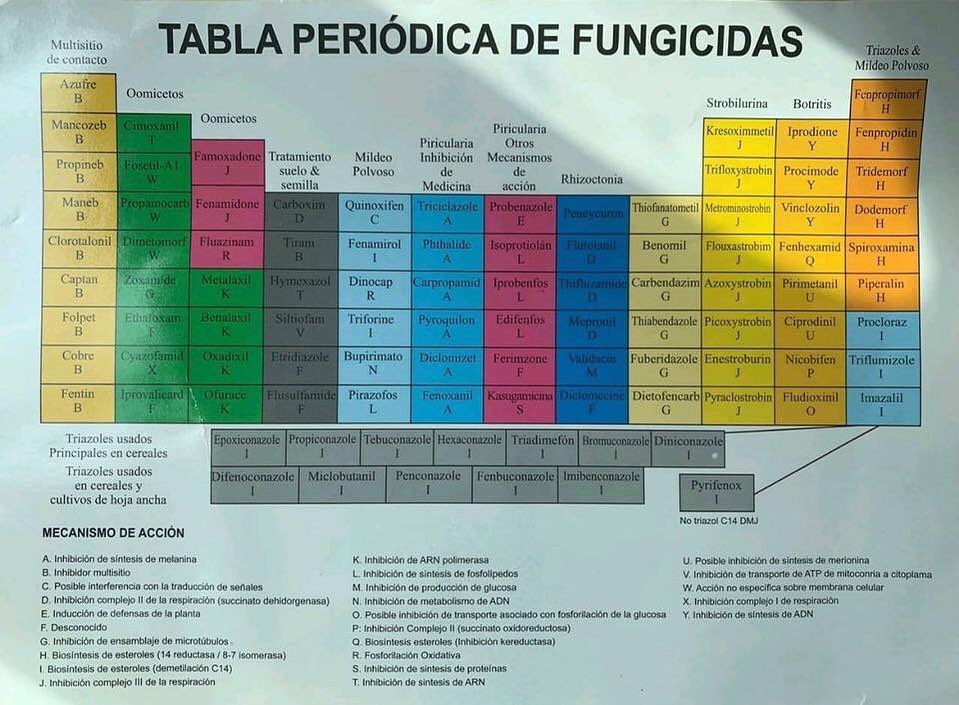 TABLA PERIÓDICA DE FUNGICIDAS
Multisitio
de contacto
Azufre
B
Mancozeb
B
Propineb
B
Maneb
B
Clorotalonil
B
Captan
B
Folpet
B
Cobre
B
Fentin
B
Oomicetos
Cimoxanil
T
Fosetil-A1
W
Propamocarb
W
Dimetomorf
W
Zoxamide
G
Ethafoxam
F
Cyazofamid
X
Iprovalicard
F
Oomicetos
Famoxadone
J
Fenamidone
J
Fluazinam
R
Metalaxil
K
Benalaxil
K
Oxadixil
K
Ofurace
K
Tratamiento
suelo &
semilla
Carboxim
D
Tiram
B
Hymexazol
T
Siltiofam
V
Etridiazole
F
Flusulfamide
F
Mildeo
Polvoso
Quinoxifen
C
Fenamirol
I
Dinocap
R
Triforine
I
Bupirimato
N
Pirazofos
L
Piricularia
Inhibición
de
Medicina
Triciclazole
A
Phthalide
A
Carpropamid
A
Pyroquilon
A
Diclomizet
A
Fenoxanil
A
Piricularia
Otros
Mecanismos
de
acción
Probenazole
E
Isoprotiolán
L
Iprobenfos
L
Edifenfos
L
Ferimzone
F
Kasugamicina
S
Rhizoctonia
Peneycuron
Flutolanil
D
Thifluzamide
D
Mepronil
D
Validacin
M
Diclomecine
F
Thiofanatometil
G
Benomil
G
Carbendazim
G
Thiabendazole
G
Fuberidazole
G
Dietofencarb
G
Strobilurina
Kresoximmetil
J
Trifloxystrobin
J
Metrominostrobin
J
Flouxastrobim
J
Azoxystrobin
J
Picoxystrobin
J
Enestroburin
J
Pyraclostrobin
J
Botritis
Iprodione
Y
Procimode
Y
Vinclozolin
Y
Fenhexamid
Q
Pirimetanil
U
Ciprodinil
U
Nicobifen
P
Fludioxinil
O
Triazoles &
Mildeo Polvoso
Fenpropimorf
H
Fenpropidin
H
Tridemorf
H
Dodemorf
H
Spiroxamina
H
Piperalin
H
Procloraz
I
Triflumizole
I
Imazalil
I
Triazoles usados
Principales en cereales
Epoxiconazole
I
Propiconazole
I
Tebuconazole
I
Hexaconazole
I
Triadimefón
I
Bromuconazole
I
Diniconazole
I
Triazoles usados
en cereales y
cultivos de hoja ancha
Difenoconazole
I
Miclobutanil
I
Penconazole
I
Fenbuconazole
I
Imibenconazole
I
Pyrifenox
I
No triazol C14 DMJ
MECANISMO DE ACCIÓN
A. Inhibición de síntesis de melanina
B. Inhibidor multisitio
C. Posible interferencia con la traducción de señales
D. Inhibición complejo II de la respiración (succinato dehidorgenasa)
E. Inducción de defensas de la planta
F. Desconocido
G. Inhibición de ensamblaje de microtúbulos.
H. Biosíntesis de esteroles (14 reductasa / 8-7 isomerasa)
I. Biosíntesis de esteroles (demetilación C14)
J. Inhibición complejo III de la respiración
K. Inhibición de ARN polimerasa
L. Inhibición de síntesis de fosfolípedos
M. Inhibición de producción de glucosa
N. Inhibición de metabolismo de ADN
O. Posible inhibición de transporte asociado con fosforilación de la glucosa
P: Inhibición Complejo II (succinato oxidoreductosa)
Q. Biosíntesis esteroles (Inhibición kereductasa)
R. Fosforilación Oxidativa
S. Inhibición de síntesis de proteínas
T. Inhibición de síntesis de ARN
U. Posible inhibición de síntesis de merionina
V. Inhibición de transporte de ATP de mitoconria a citoplama
W. Acción no específica sobre membrana celular
X. Inhibición complejo I de respiración
Y. Inhibición de síntesis de ADN